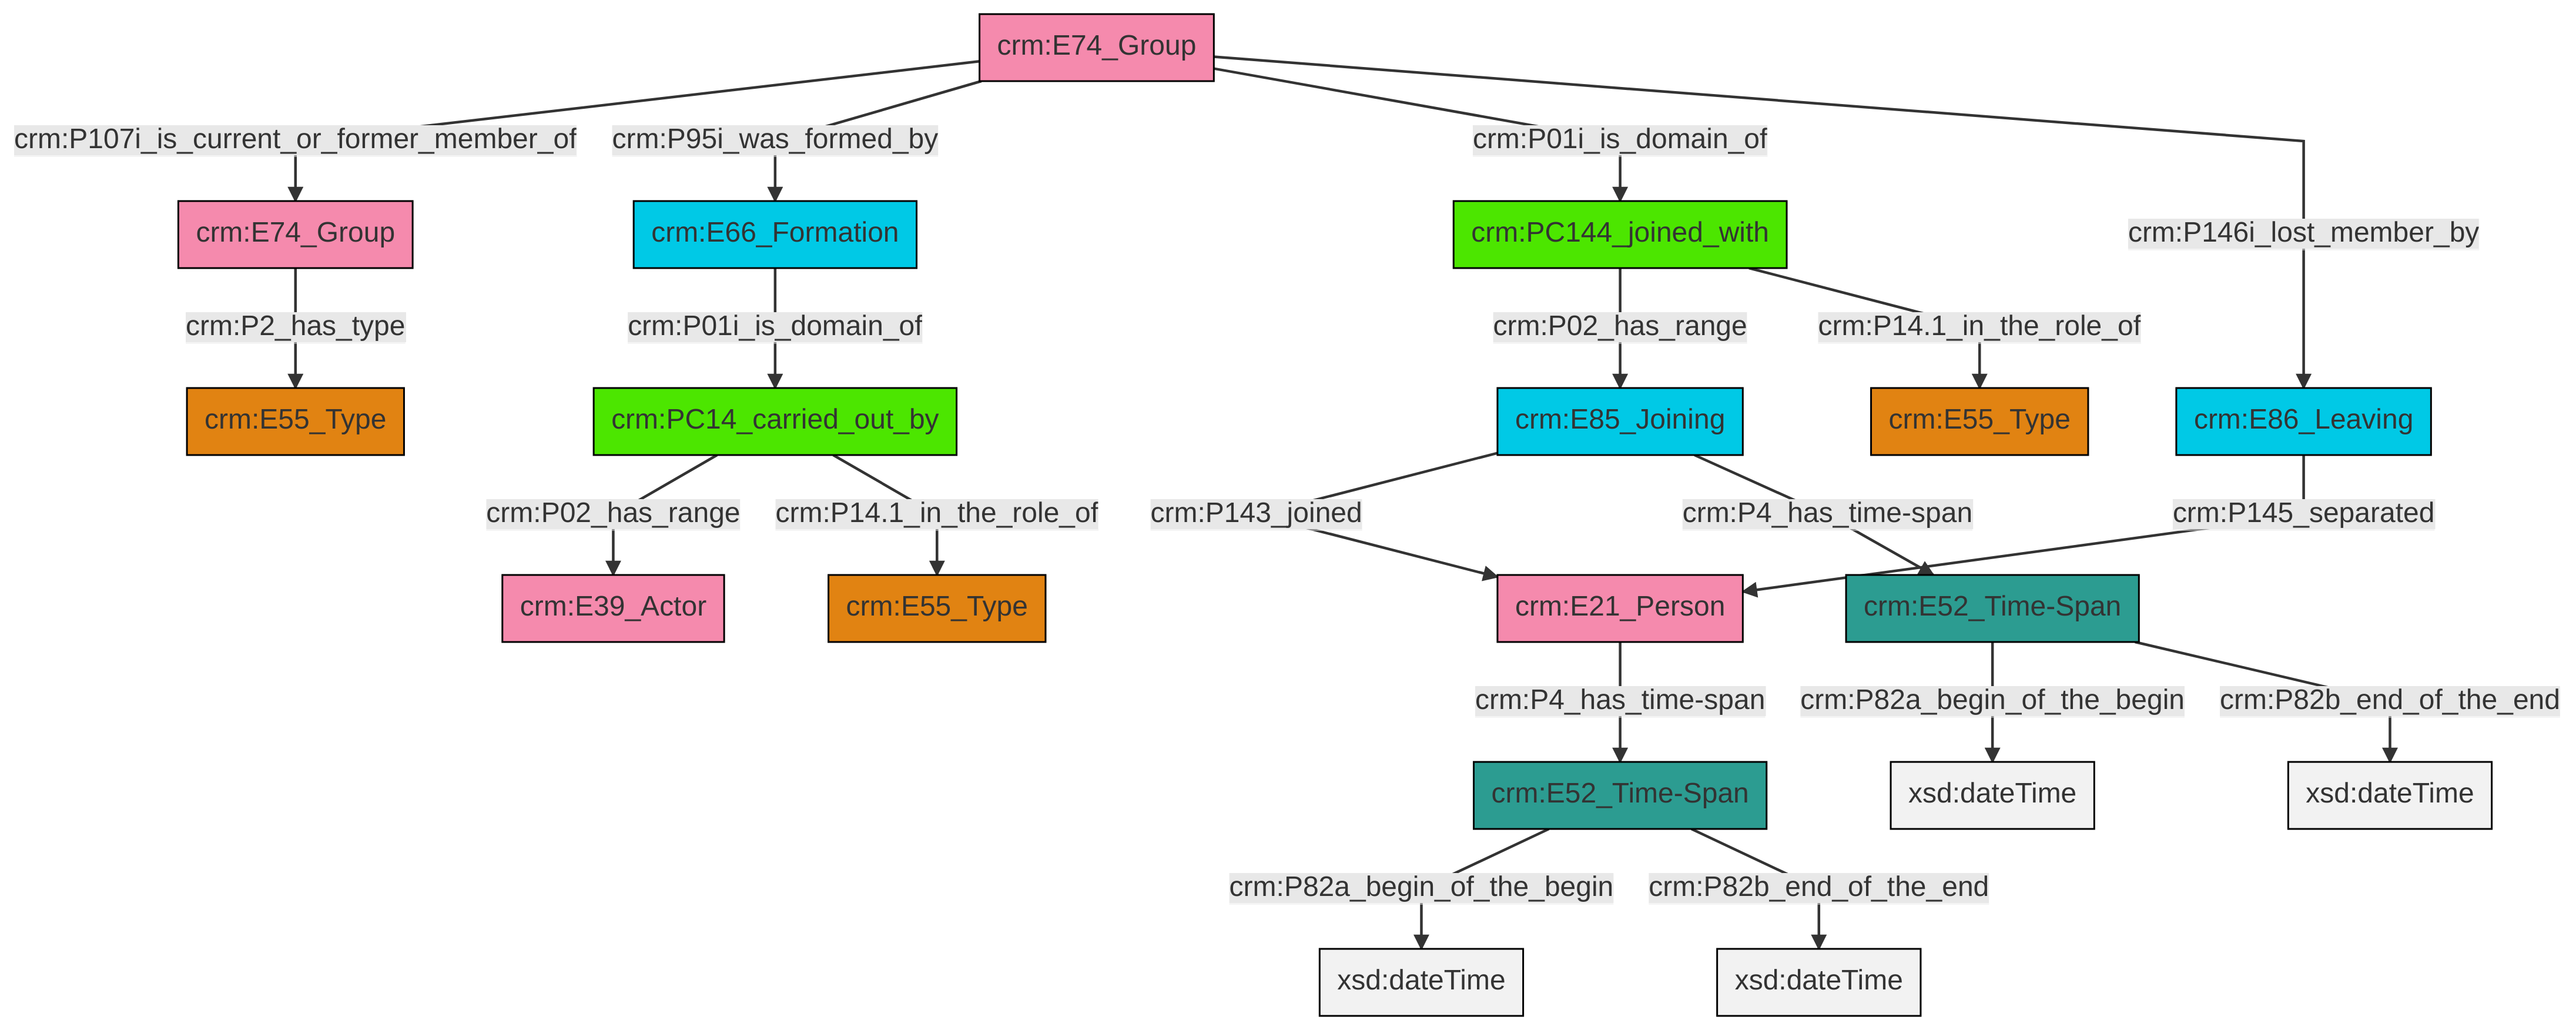 crm:E74_Group
crm:P107i_is_current_or_former_member_of
crm:P95i_was_formed_by
crm:P01i_is_domain_of
crm:E74_Group
crm:E66_Formation
crm:PC144_joined_with
crm:P146i_lost_member_by
crm:P2_has_type
crm:P01i_is_domain_of
crm:P02_has_range
crm:P14.1_in_the_role_of
crm:E55_Type
crm:PC14_carried_out_by
crm:E85_Joining
crm:E55_Type
crm:E86_Leaving
crm:P02_has_range
crm:P14.1_in_the_role_of
crm:P143_joined
crm:P4_has_time-span
crm:P145_separated
crm:E39_Actor
crm:E55_Type
crm:E21_Person
crm:E52_Time-Span
crm:P4_has_time-span
crm:P82a_begin_of_the_begin
crm:P82b_end_of_the_end
crm:E52_Time-Span
xsd:dateTime
xsd:dateTime
crm:P82a_begin_of_the_begin
crm:P82b_end_of_the_end
xsd:dateTime
xsd:dateTime